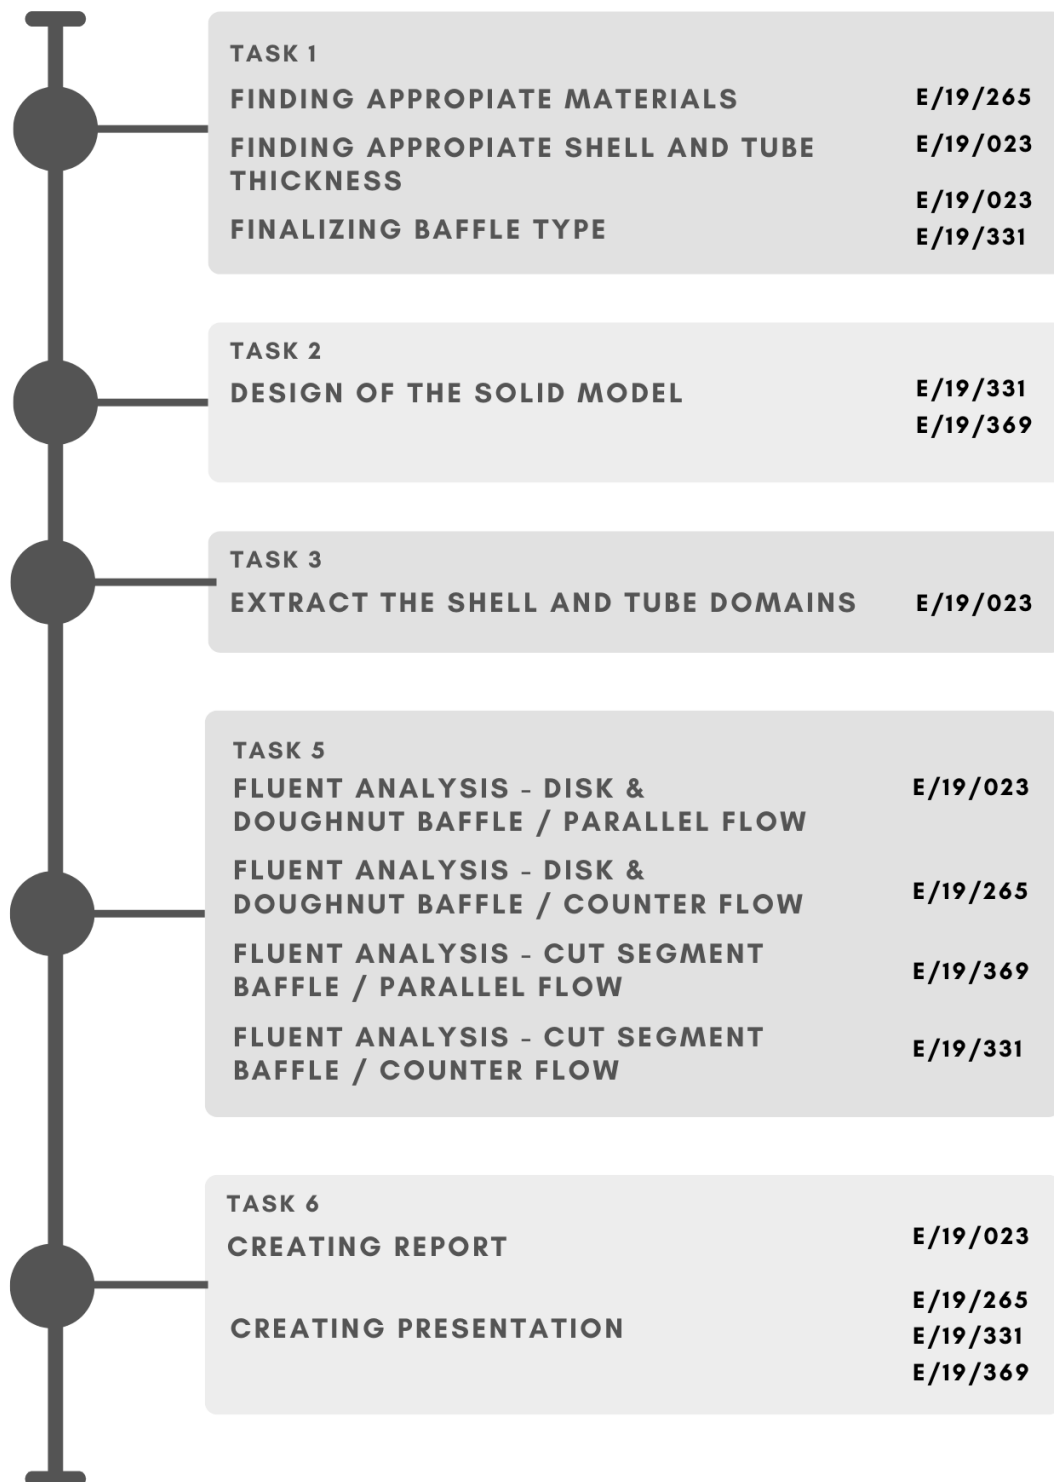 TASK 1
FINDING APPROPIATE MATERIALS E/19/265
FINDING APPROPIATE SHELL AND TUBE E/19/023
THICKNESS
E/19/023
FINALIZING BAFFLE TYPE E/19/331
TASK 2
DESIGN OF THE SOLID MODEL E/19/331
E/19/369
TASK 3
EXTRACT THE SHELL AND TUBE DOMAINS E/19/023
TASK 5
FLUENT ANALYSIS - DISK & E/19/023
DOUGHNUT BAFFLE / PARALLEL FLOW
FLUENT ANALYSIS - DISK &
DOUGHNUT BAFFLE / COUNTER FLOW E/19/265
FLUENT ANALYSIS - CUT SEGMENT
BAFFLE / PARALLEL FLOW E/19/369
FLUENT ANALYSIS - CUT SEGMENT
BAFFLE / COUNTER FLOW E/19/331
TASK 6
CREATING REPORT E/19/023
E/19/265
CREATING PRESENTATION E/19/331
E/19/369